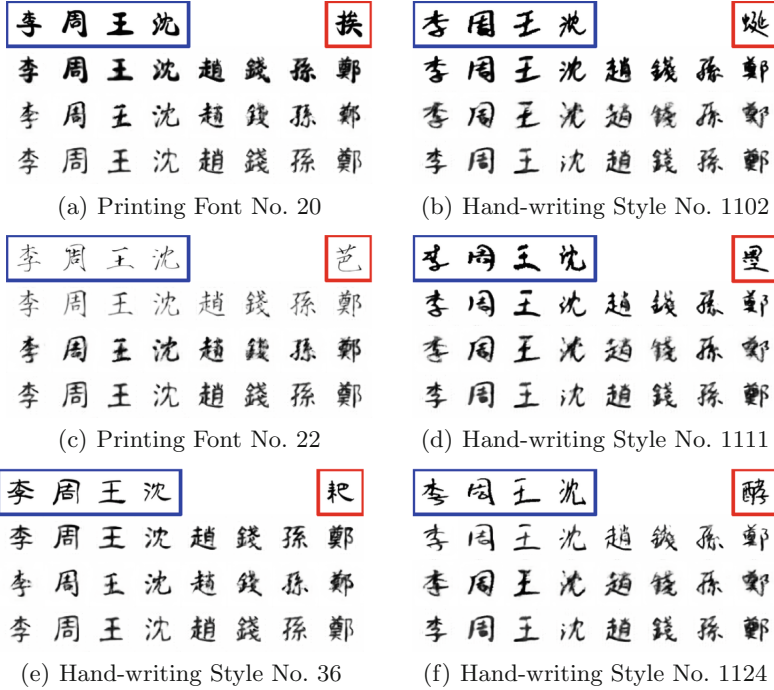 李 周 王 沈 挨
李 周 王 沈 趙 錢 孫 鄭
李 周 王 沈 趙 錢 孫 鄭
李 周 王 沈 趙 錢 孫 鄭
(a) Printing Font No. 20
李 周 王 沈 蜒
李 周 王 沈 趙 錢 孫 鄭
李 周 王 沈 趙 錢 孫 鄭
李 周 王 沈 趙 錢 孫 鄭
(b) Hand-writing Style No. 1102
李 周 王 沈 芭
李 周 王 沈 趙 錢 孫 鄭
李 周 王 沈 趙 錢 孫 鄭
李 周 王 沈 趙 錢 孫 鄭
(c) Printing Font No. 22
李 周 王 沈
李 周 王 沈 趙 錢 孫 鄭
李 周 王 沈 趙 錢 孫 鄭
李 周 王 沈 趙 錢 孫 鄭
(d) Hand-writing Style No. 1111
李 周 王 沈 耙
李 周 王 沈 趙 錢 孫 鄭
李 周 王 沈 趙 錢 孫 鄭
李 周 王 沈 趙 錢 孫 鄭
(e) Hand-writing Style No. 36
李 周 王 沈 酵
李 周 王 沈 趙 錢 孫 鄭
李 周 王 沈 趙 錢 孫 鄭
李 周 王 沈 趙 錢 孫 鄭
(f) Hand-writing Style No. 1124